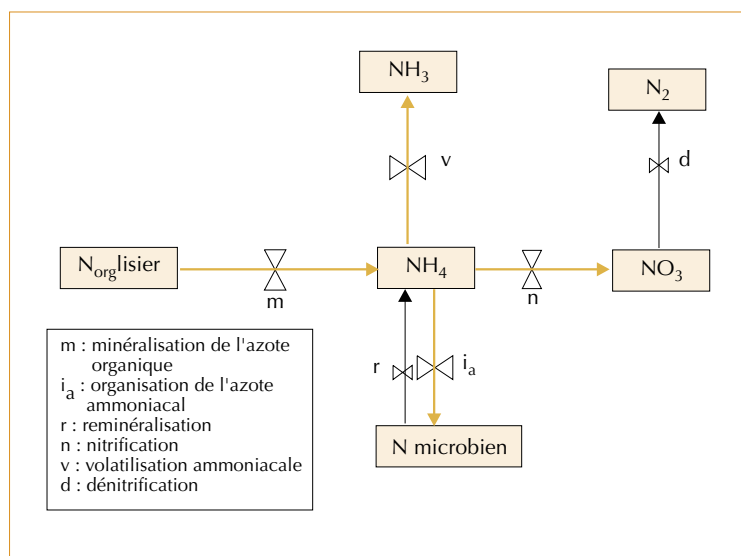 NH3
N2
v
d
Norglisier
NH4
NO3
m
n
r
ia
N microbien
m : minéralisation de l'azote
organique
ia : organisation de l'azote
ammoniacal
r : reminéralisation
n : nitrification
v : volatilisation ammoniacale
d : dénitrification